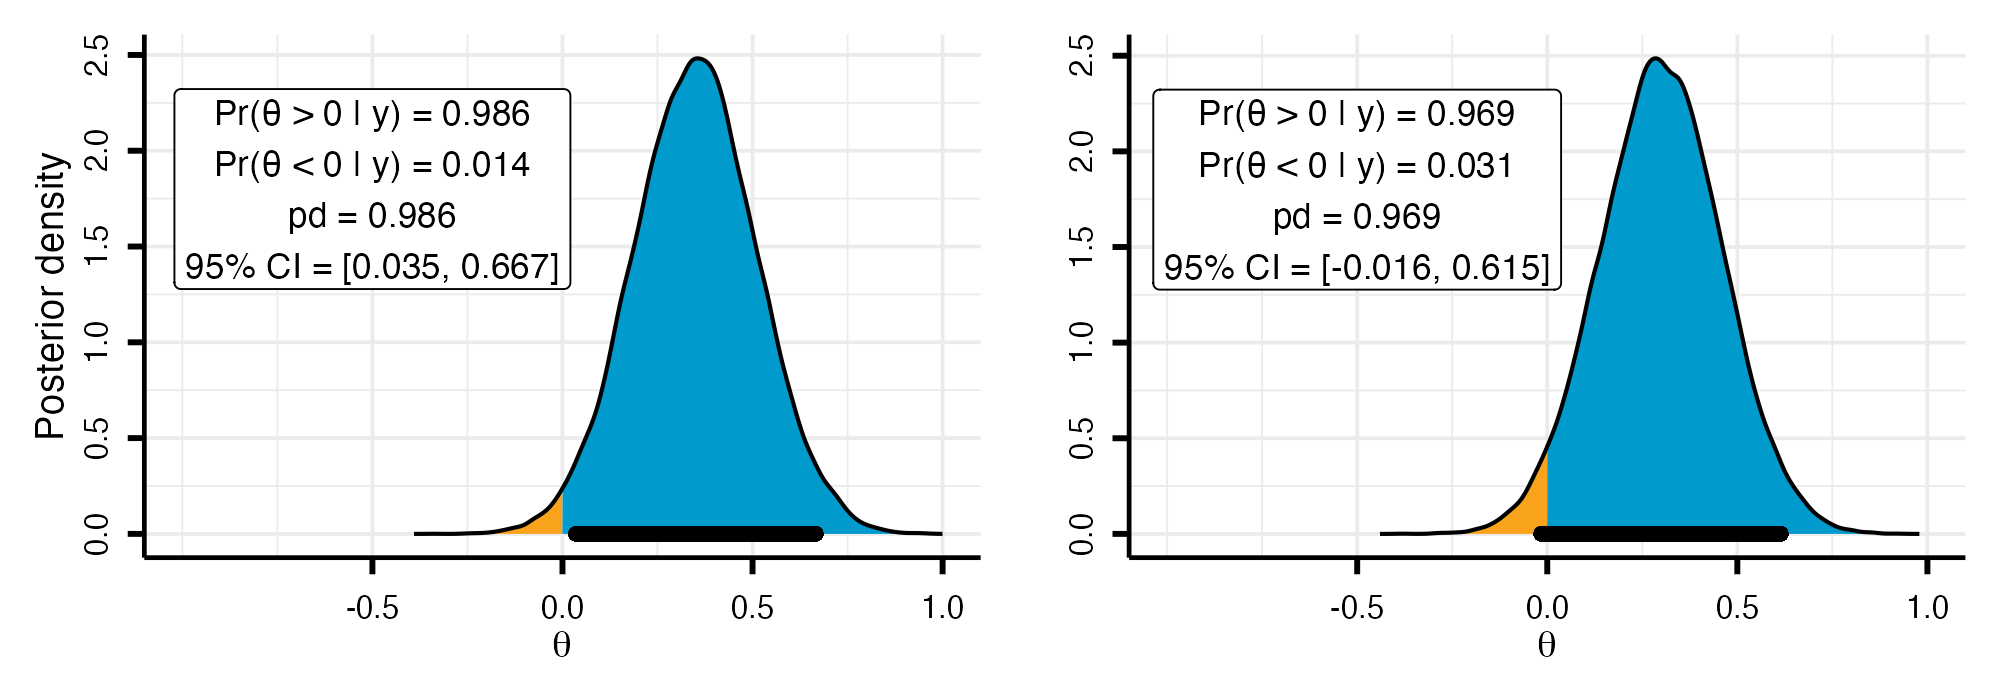 Posterior density
2.5
2.0
1.5
1.0
0.5
0.0
Pr(θ > 0 | y) = 0.986
Pr(θ < 0 | y) = 0.014
pd = 0.986
95% CI = [0.035, 0.667]
-0.5 0.0 0.5 1.0
θ
2.5
2.0
1.5
1.0
0.5
0.0
Pr(θ > 0 | y) = 0.969
Pr(θ < 0 | y) = 0.031
pd = 0.969
95% CI = [-0.016, 0.615]
-0.5 0.0 0.5 1.0
θ